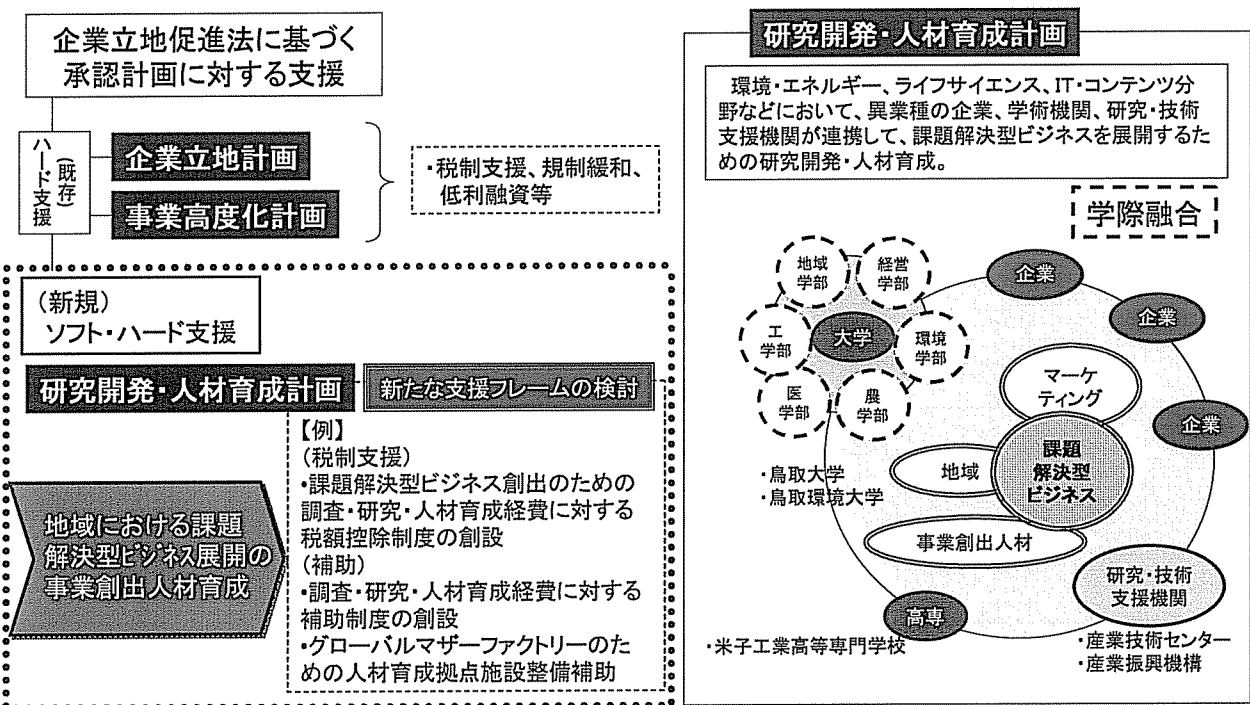 企業立地促進法に基づく
承認計画に対する支援
(既存)
ハード支援
企業立地計画
事業高度化計画
・税制支援、規制緩和、
低利融資等
(新規)
ソフト・ハード支援
研究開発・人材育成計画
新たな支援フレームの検討
地域における課題
解決型ビジネス展開の
事業創出人材育成
【例】
(税制支援)
・課題解決型ビジネス創出のための
調査・研究・人材育成経費に対する
税額控除制度の創設
(補助)
・調査・研究・人材育成経費に対する
補助制度の創設
・グローバルマザーファクトリーのた
めの人材育成拠点施設整備補助
研究開発・人材育成計画
環境・エネルギー、ライフサイエンス、IT・コンテンツ分
野などにおいて、異業種の企業、学術機関、研究・技術
支援機関が連携して、課題解決型ビジネスを展開するた
めの研究開発・人材育成。
学際融合
地域
学部
経営
学部
工
学部
大学
環境
学部
医
学部
農
学部
・鳥取大学
・鳥取環境大学
企業
企業
企業
マーケ
ティング
地域
課題
解決型
ビジネス
事業創出人材
研究・技術
支援機関
高専
・米子工業高等専門学校
・産業技術センター
・産業振興機構